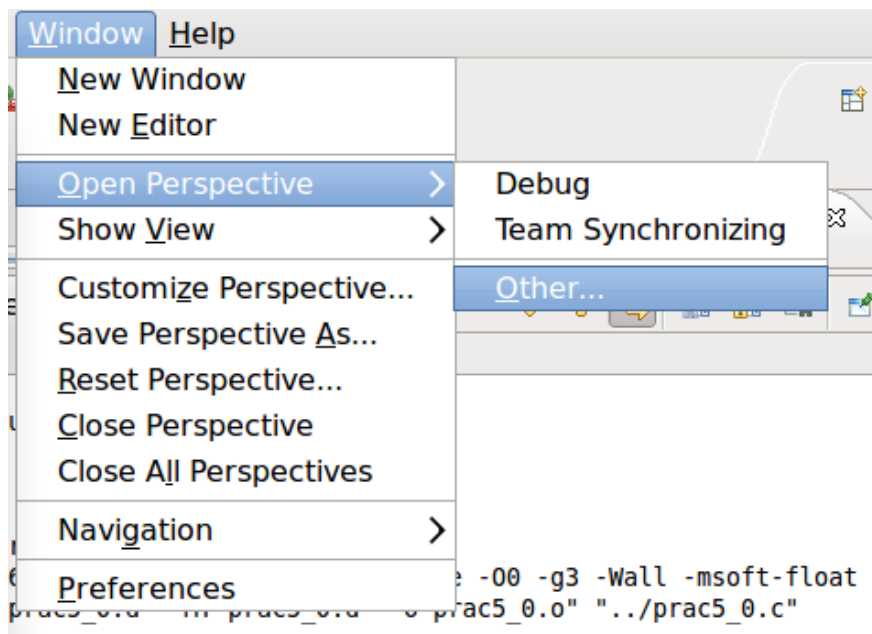 Window Help
New Window
New Editor
Open Perspective
Debug
Show View
Team Synchronizing
Customize Perspective...
Other...
Save Perspective As...
Reset Perspective...
Close Perspective
Close All Perspectives
Navigation
Preferences
-O0 -g3 -Wall -msoft-float
prac5_0.o" "../prac5_0.c"